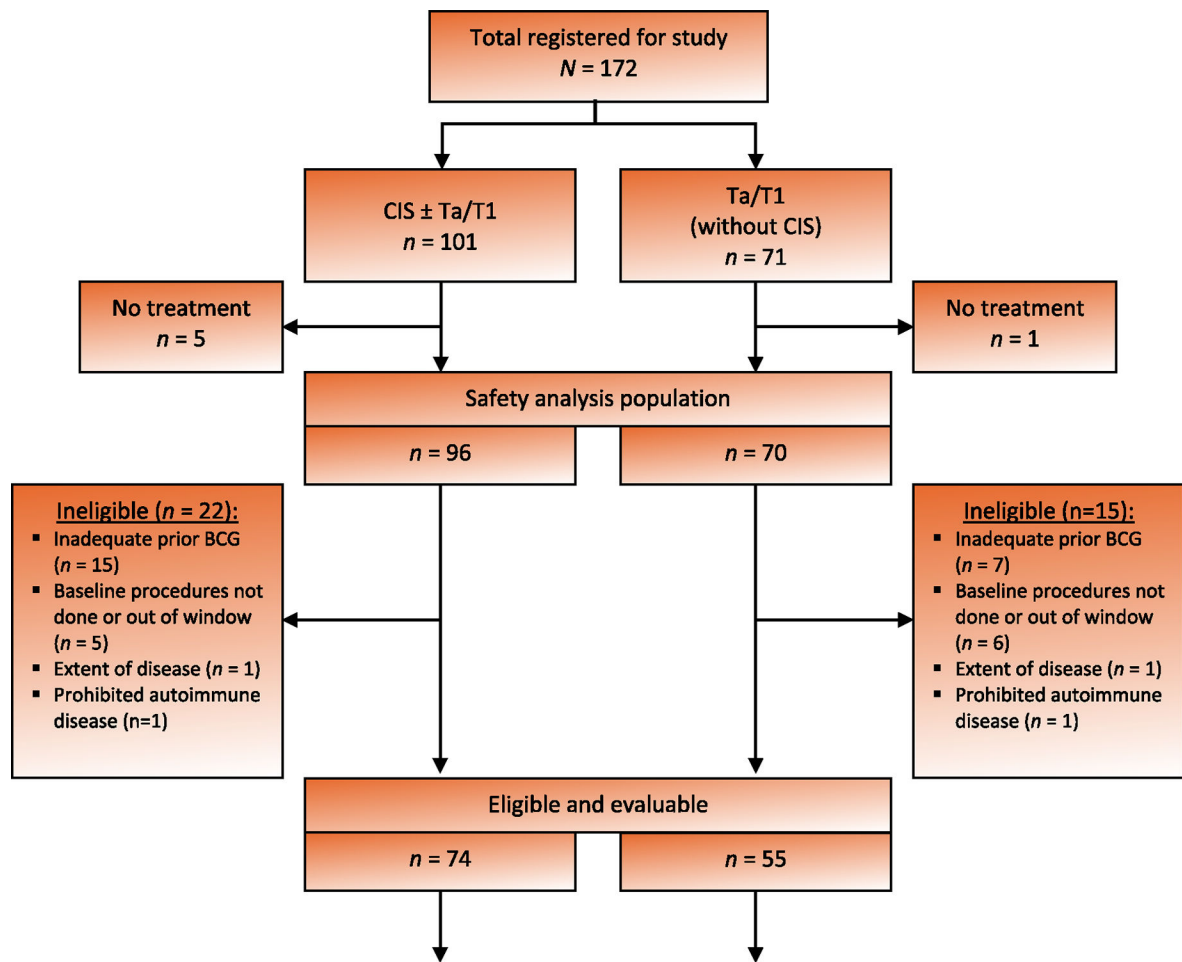 Total registered for study
N = 172
CIS ± Ta/T1
n = 101
Ta/T1
(without CIS)
n = 71
No treatment
n = 5
No treatment
n = 1
Safety analysis population
n = 96
n = 70
Ineligible (n = 22):
▪ Inadequate prior BCG
(n = 15)
▪ Baseline procedures not
done or out of window
(n = 5)
▪ Extent of disease (n = 1)
▪ Prohibited autoimmune
disease (n=1)
Ineligible (n=15):
▪ Inadequate prior BCG
(n = 7)
▪ Baseline procedures not
done or out of window
(n = 6)
▪ Extent of disease (n = 1)
▪ Prohibited autoimmune
disease (n = 1)
Eligible and evaluable
n = 74
n = 55